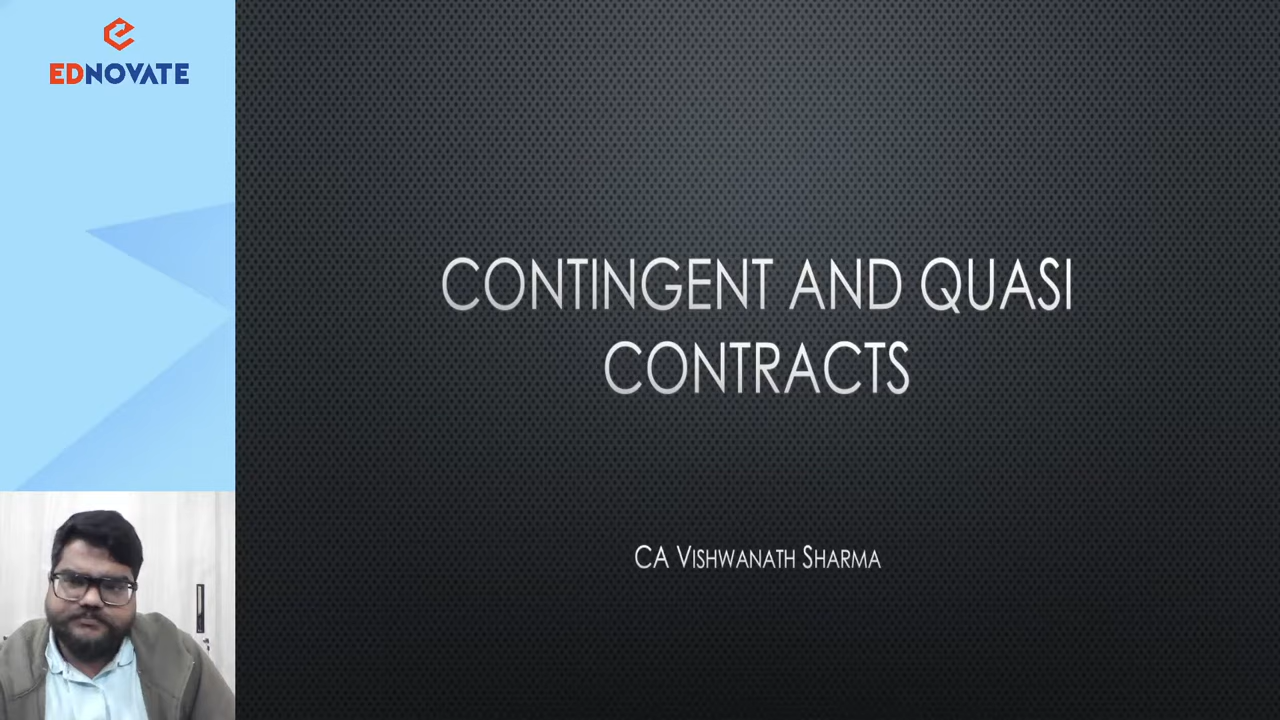 EDNOVATE
CONTINGENT AND QUASI
CONTRACTS
CA VISHWANATH SHARMA